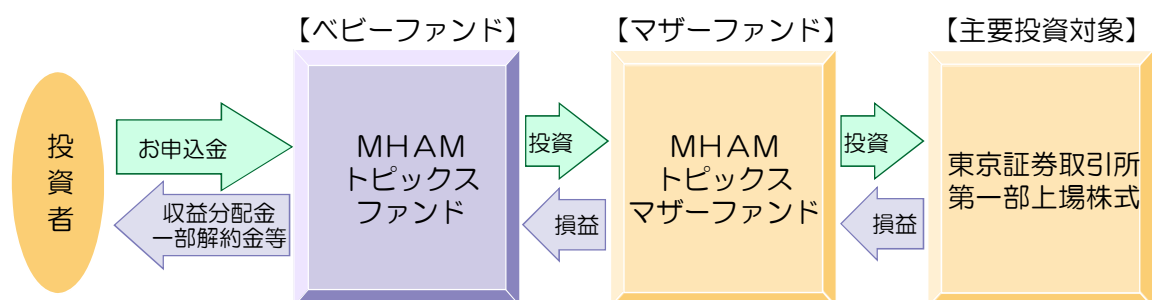 【ベビーファンド】
【マザーファンド】
【主要投資対象】
投資者
お申込金
収益分配金
一部解約金等
ＭＨＡＭ
トピックス
ファンド
投資
損益
ＭＨＡＭ
トピックス
マザーファンド
投資
損益
東京証券取引所
第一部上場株式